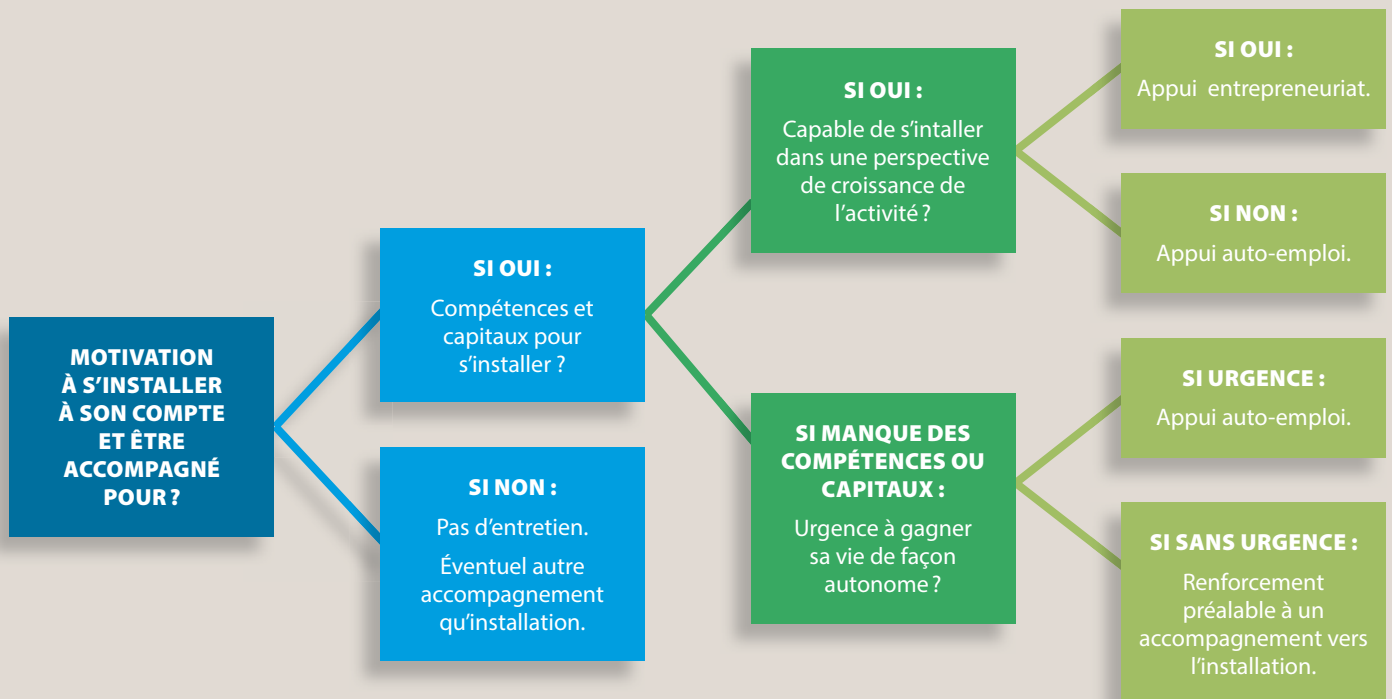 MOTIVATION
À S’INSTALLER
À SON COMPTE
ET ÊTRE
ACCOMPAGNÉ
POUR ?
SI OUI :
Compétences et
capitaux pour
s’installer ?
SI NON :
Pas d’entretien.
Éventuel autre
accompagnement
qu’installation.
SI OUI :
Capable de s’intaller
dans une perspective
de croissance de
l’activité ?
SI MANQUE DES
COMPÉTENCES OU
CAPITAUX :
Urgence à gagner
sa vie de façon
autonome ?
SI OUI :
Appui entrepreneuriat.
SI NON :
Appui auto-emploi.
SI URGENCE :
Appui auto-emploi.
SI SANS URGENCE :
Renforcement
préalable à un
accompagnement vers
l’installation.